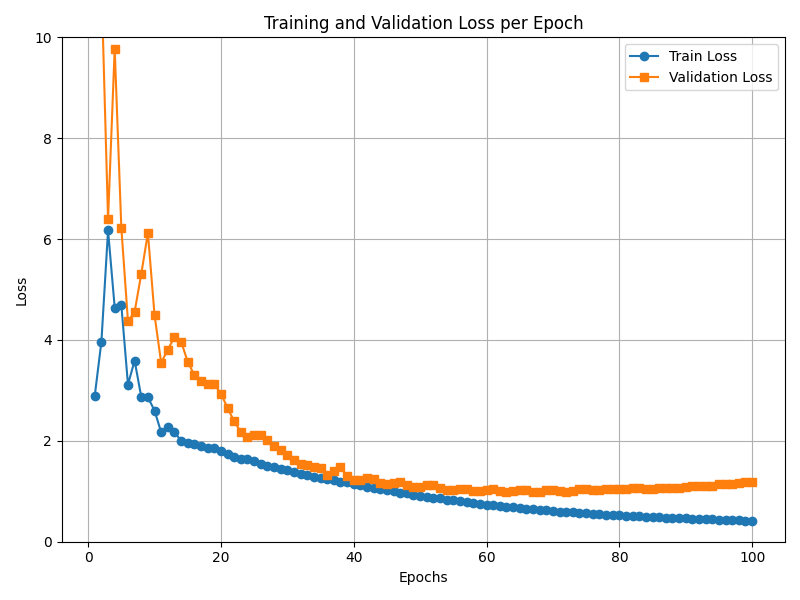 Training and Validation Loss per Epoch
Train Loss
Validation Loss
Loss
10
8
6
4
2
0
0 20 40 60 80 100
Epochs